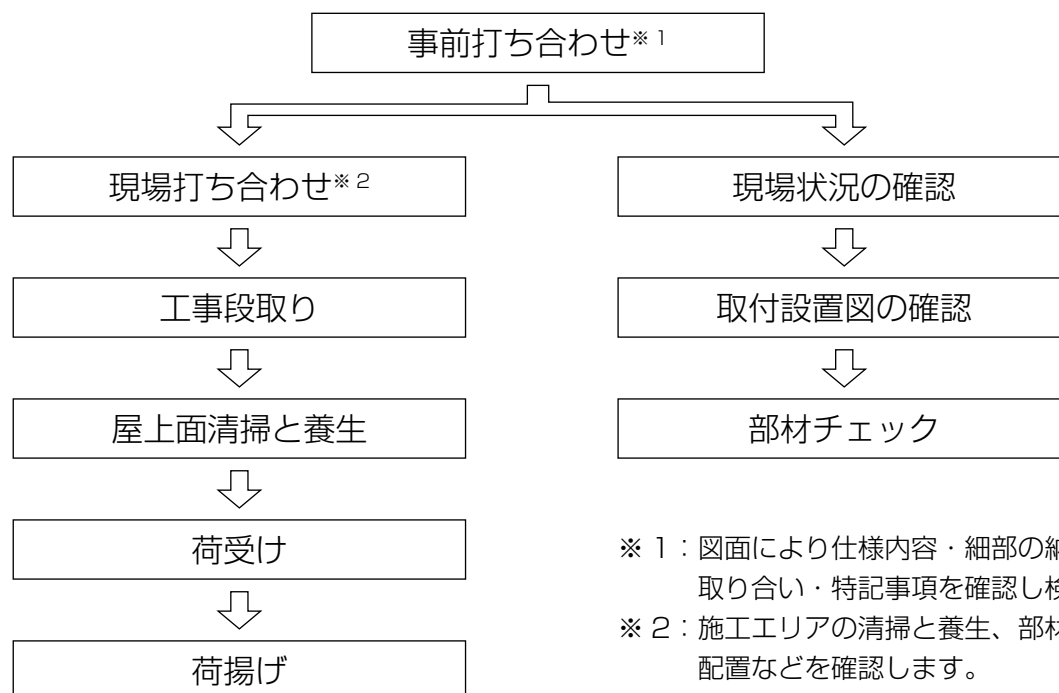 事前打ち合わせ※1
現場打ち合わせ※2
工事段取り
屋上面清掃と養生
荷受け
荷揚げ
現場状況の確認
取付設置図の確認
部材チェック
※1：図面により仕様内容・細部の
取り合い・特記事項を確認し
※2：施工エリアの清掃と養生、部材
配置などを確認します。